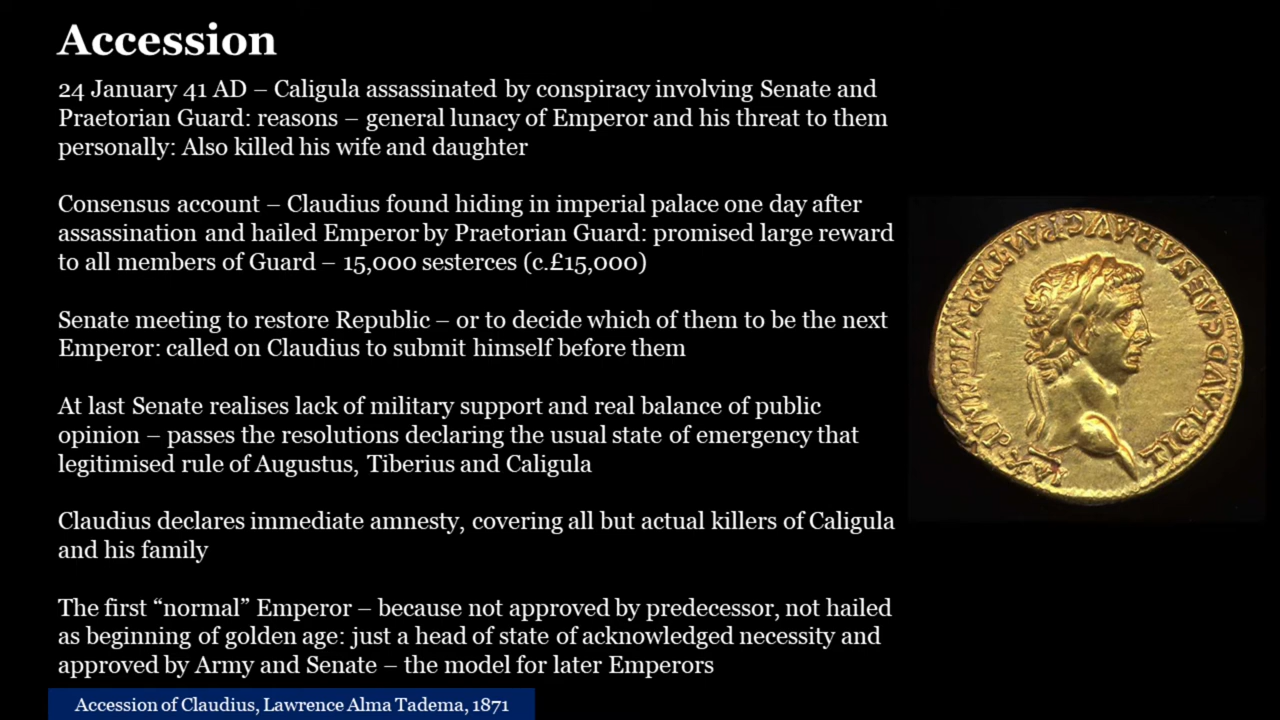 Accession
24 January 41 AD – Caligula assassinated by conspiracy involving Senate and
Praetorian Guard: reasons – general lunacy of Emperor and his threat to them
personally: Also killed his wife and daughter
Consensus account – Claudius found hiding in imperial palace one day after
assassination and hailed Emperor by Praetorian Guard: promised large reward
to all members of Guard – 15,000 sesterces (c.£15,000)
Senate meeting to restore Republic – or to decide which of them to be the next
Emperor: called on Claudius to submit himself before them
At last Senate realises lack of military support and real balance of public
opinion – passes the resolutions declaring the usual state of emergency that
legitimised rule of Augustus, Tiberius and Caligula
Claudius declares immediate amnesty, covering all but actual killers of Caligula
and his family
The first “normal” Emperor – because not approved by predecessor, not hailed
as beginning of golden age: just a head of state of acknowledged necessity and
approved by Army and Senate – the model for later Emperors
Accession of Claudius, Lawrence Alma Tadema, 1871
TI CLAVD CAESAR AVG P M TR P